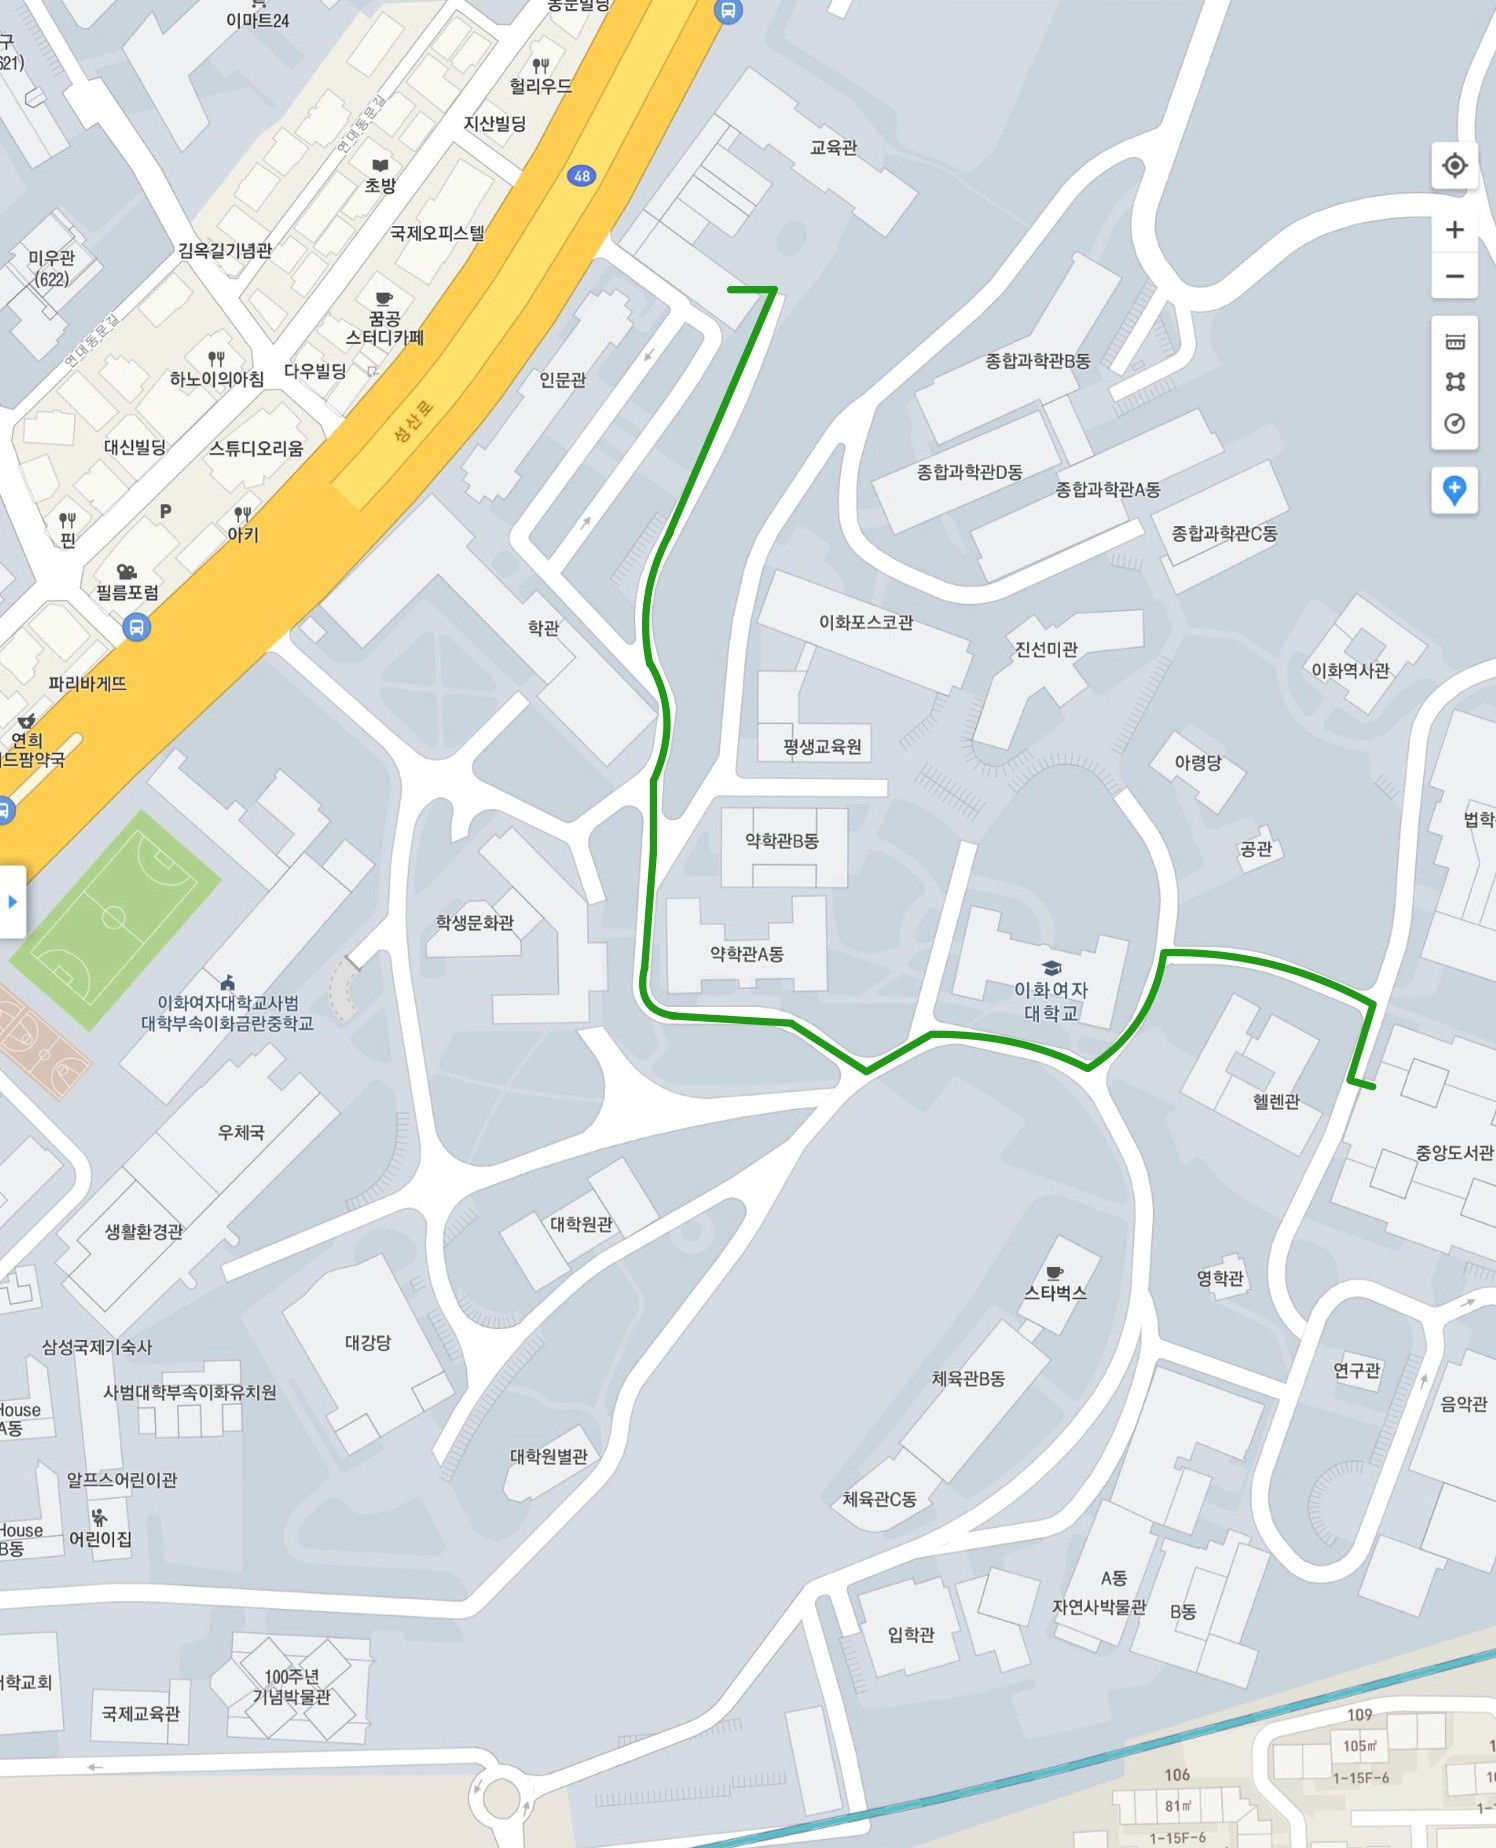 동문빌딩
이마트24
헐리우드
지산빌딩
교육관
연대동문길
48
초방
국제오피스텔
김옥길기념관
미우관
(622)
꿈공
스터디카페
연대동문길
종합과학관B동
하노이의아침
다우빌딩
인문관
성산로
대신빌딩
스튜디오리움
종합과학관D동
종합과학관A동
P
핀
아키
종합과학관C동
필름포럼
학관
이화포스코관
진선미관
이화역사관
파리바게뜨
연희
드팜약국
평생교육원
아령당
약학관B동
공관
학생문화관
약학관A동
이화여자
대학교
이화여자대학교사범
대학부속이화금란중학교
헬렌관
우체국
중앙도서관
생활환경관
대학원관
영학관
스타벅스
삼성국제기숙사
대강당
체육관B동
연구관
사범대학부속이화유치원
음악관
House
A동
대학원별관
알프스어린이관
체육관C동
어린이집
House
B동
A동
자연사박물관
B동
입학관
100주년
기념박물관
국제교육관
109
105㎡
1-15F-6
106
81㎡
1-15F-6